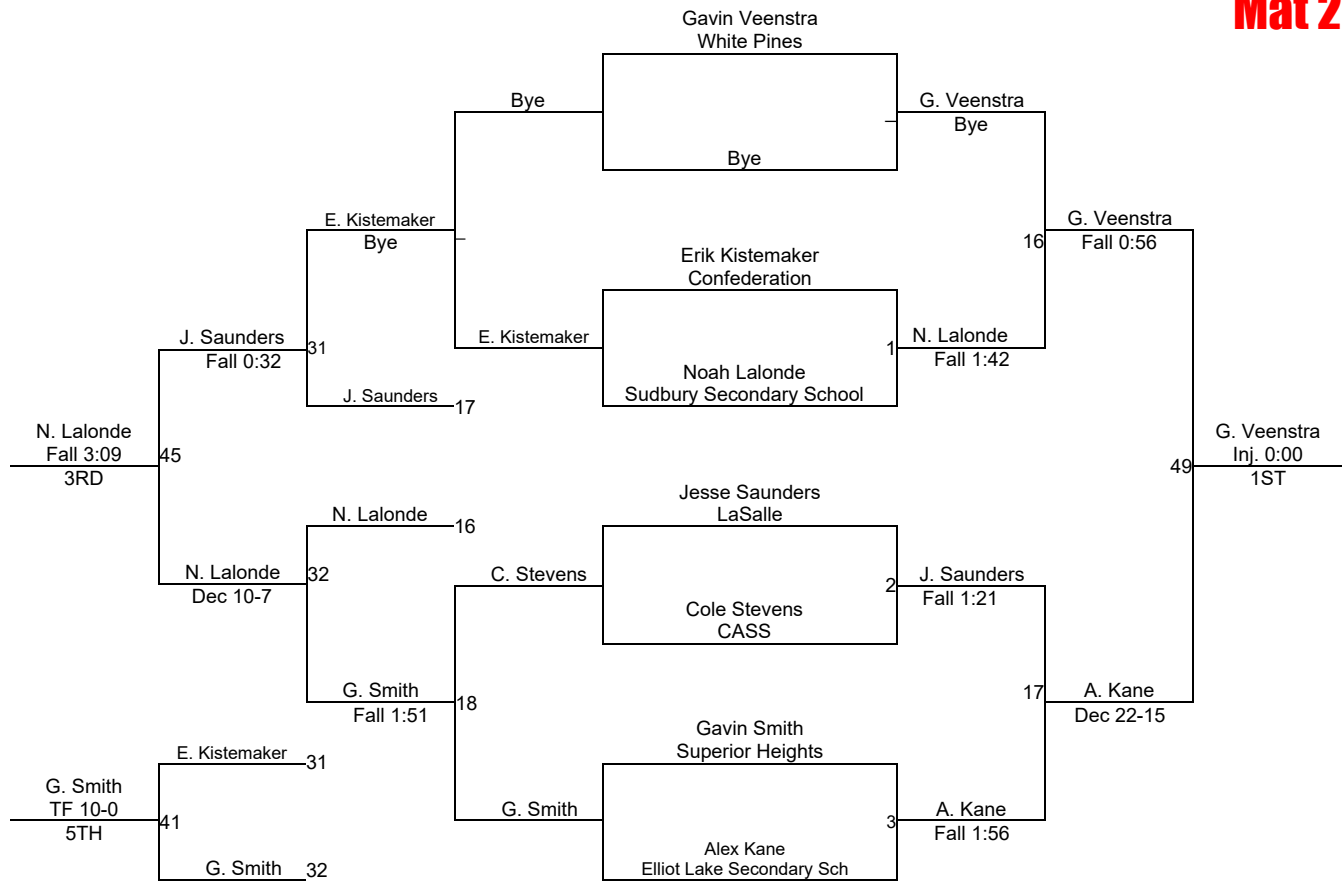 Mat 2
Gavin Veenstra
White Pines
Bye
G. Veenstra
Bye
Bye
E. Kistemaker
Bye
G. Veenstra
16
Fall 0:56
Erik Kistemaker
Confederation
J. Saunders
Fall 0:32
31
E. Kistemaker
1
N. Lalonde
Fall 1:42
Noah Lalonde
Sudbury Secondary School
J. Saunders
17
N. Lalonde
Fall 3:09
3RD
45
G. Veenstra
Inj. 0:00
1ST
49
Jesse Saunders
LaSalle
N. Lalonde
16
N. Lalonde
Dec 10-7
32
C. Stevens
2
J. Saunders
Fall 1:21
Cole Stevens
CASS
G. Smith
Fall 1:51
18
17
A. Kane
Dec 22-15
Gavin Smith
Superior Heights
E. Kistemaker
31
G. Smith
TF 10-0
5TH
41
G. Smith
3
A. Kane
Fall 1:56
Alex Kane
Elliot Lake Secondary Sch
G. Smith
32